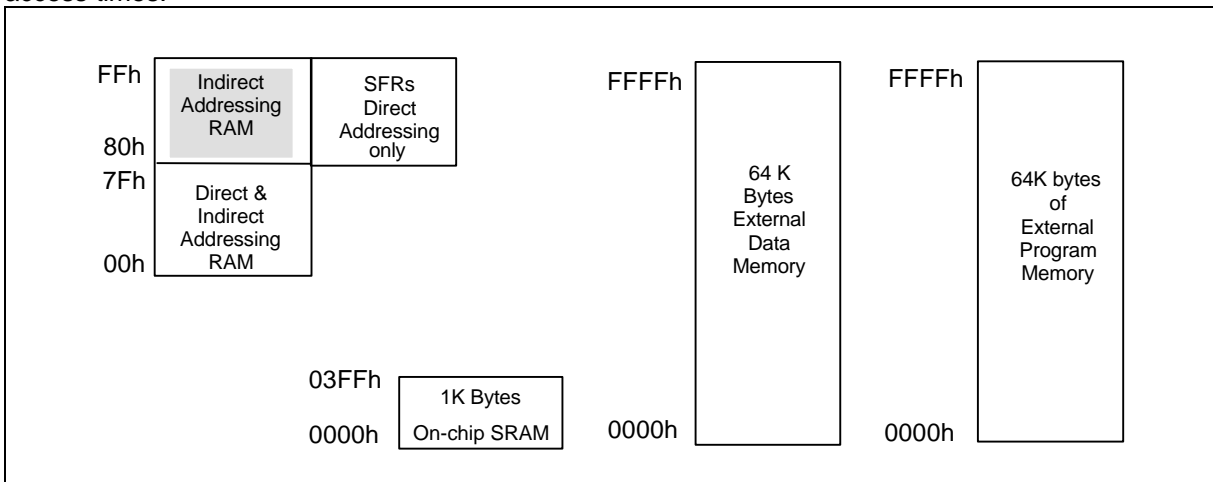 access times.
FFh
Indirect
Addressing
RAM
80h
SFRs
Direct
Addressing
only
7Fh
Direct &
Indirect
Addressing
RAM
00h
03FFh
1K Bytes
On-chip SRAM
0000h
FFFFh
64 K
Bytes
External
Data
Memory
0000h
FFFFh
64K bytes
of
External
Program
Memory
0000h